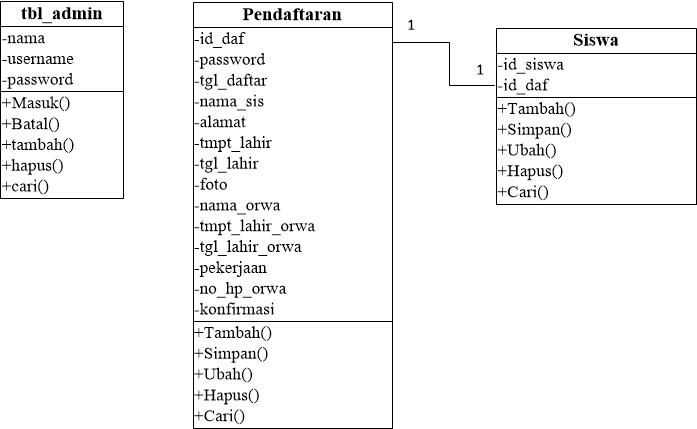 tbl_admin
-nama
-username
-password
+Masuk()
+Batal()
+tambah()
+hapus()
+cari()
Pendaftaran
-id_daf
-password
-tgl_daftar
-nama_sis
-alamat
-tmpt_lahir
-tgl_lahir
-foto
-nama_orwa
-tmpt_lahir_orwa
-tgl_lahir_orwa
-pekerjaan
-no_hp_orwa
-konfirmasi
+Tambah()
+Simpan()
+Ubah()
+Hapus()
+Cari()
1
1
Siswa
-id_siswa
-id_daf
+Tambah()
+Simpan()
+Ubah()
+Hapus()
+Cari()